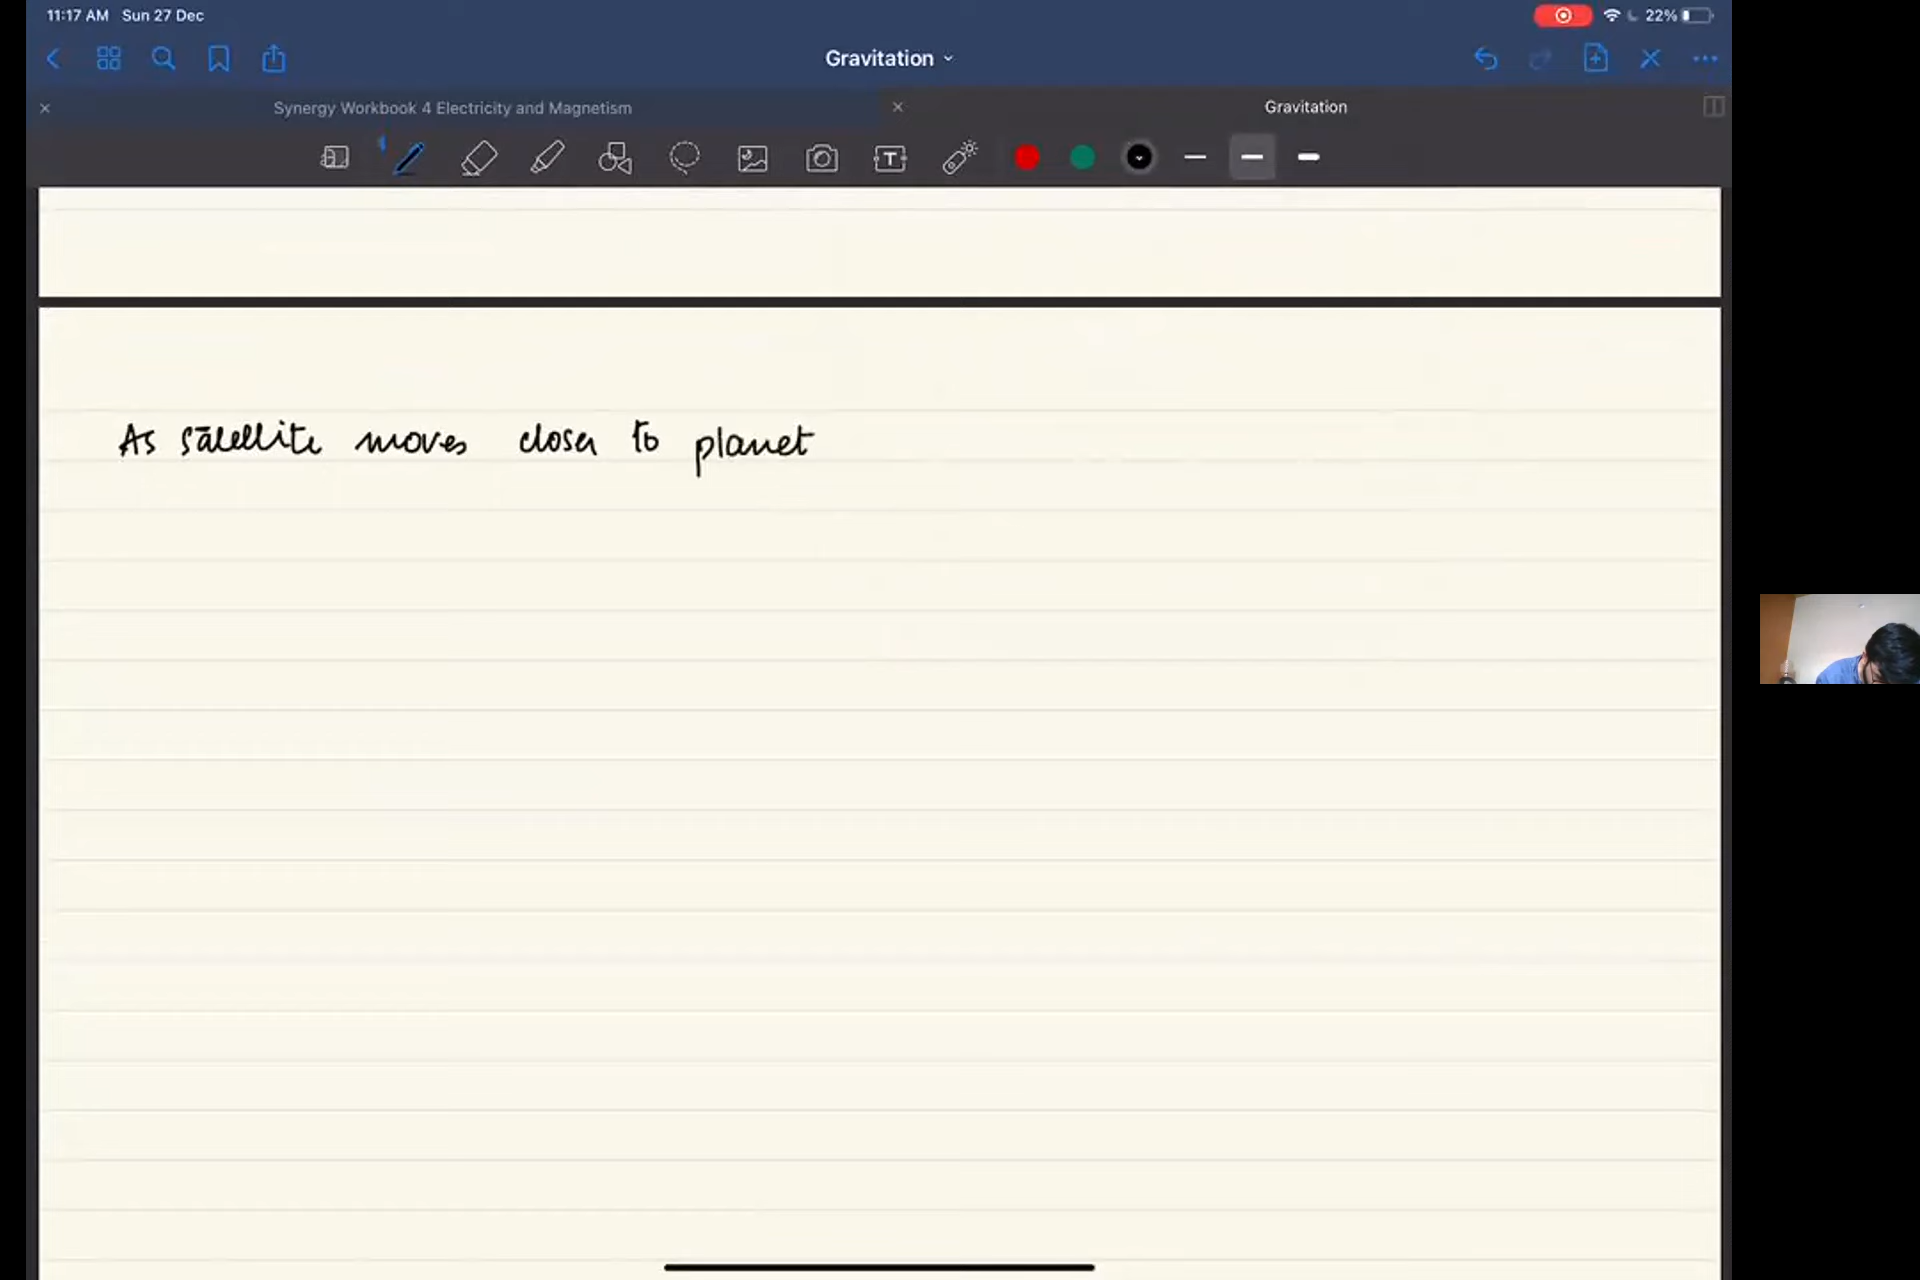 11:17 AM Sun 27 Dec
22%
Gravitation
Synergy Workbook 4 Electricity and Magnetism
Gravitation
T
As satellite moves closer to planet